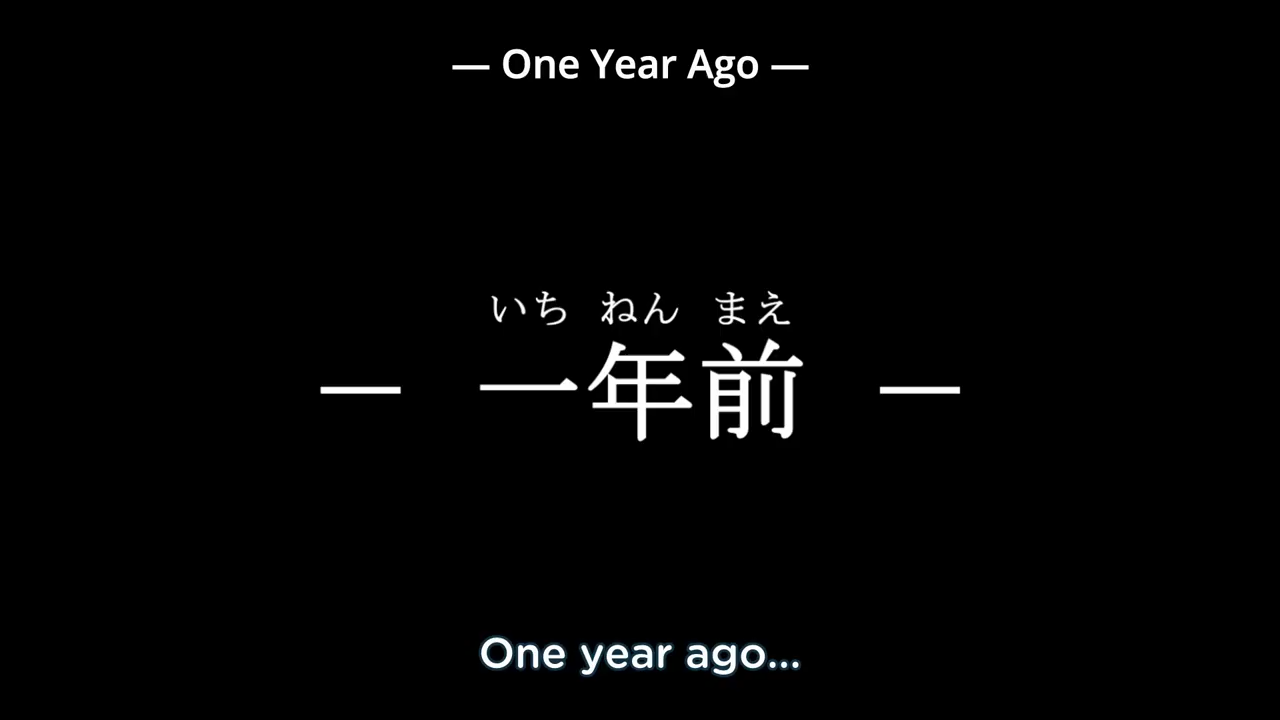 — One Year Ago —
いち ねん まえ
— 一年前 —
One year ago...